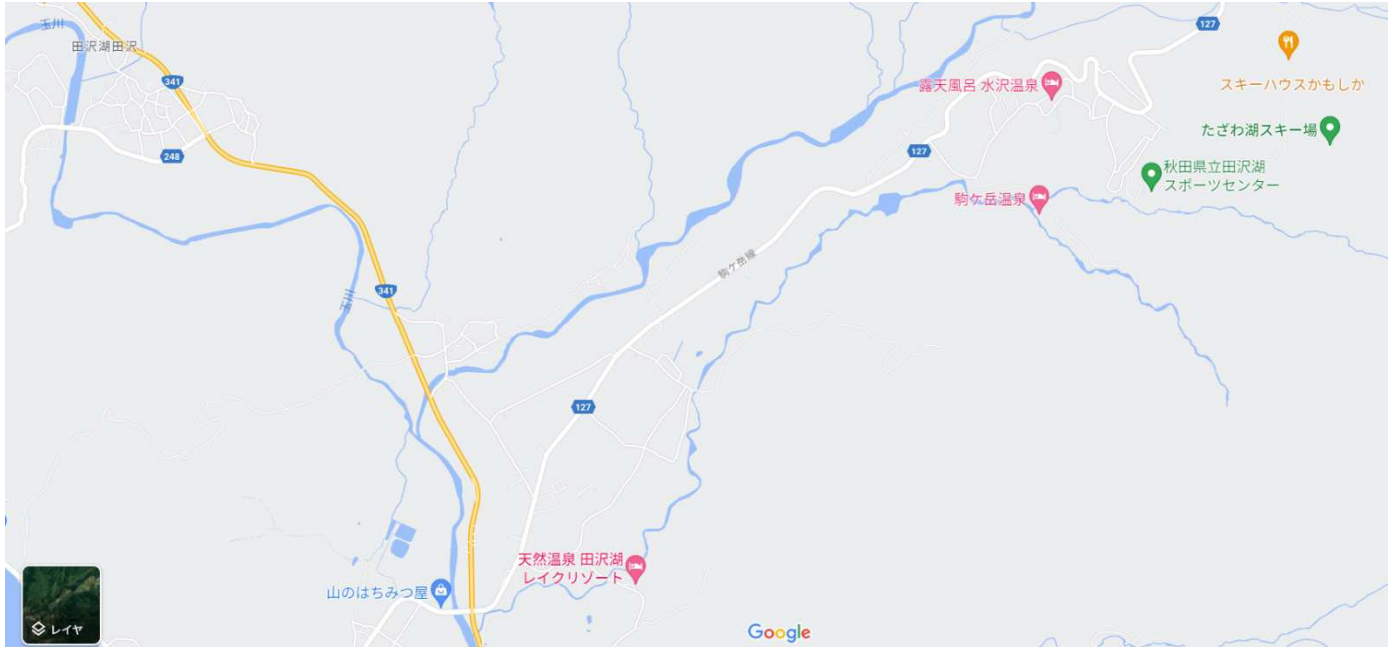 玉川
田沢湖田沢
341
248
341
玉川
127
スキーハウスかもしか
露天風呂 水沢温泉
たざわ湖スキー場
127
秋田県立田沢湖
スポーツセンター
駒ケ岳温泉
駒ケ岳線
127
天然温泉 田沢湖
レイクリゾート
山のはちみつ屋
レイヤ
Google